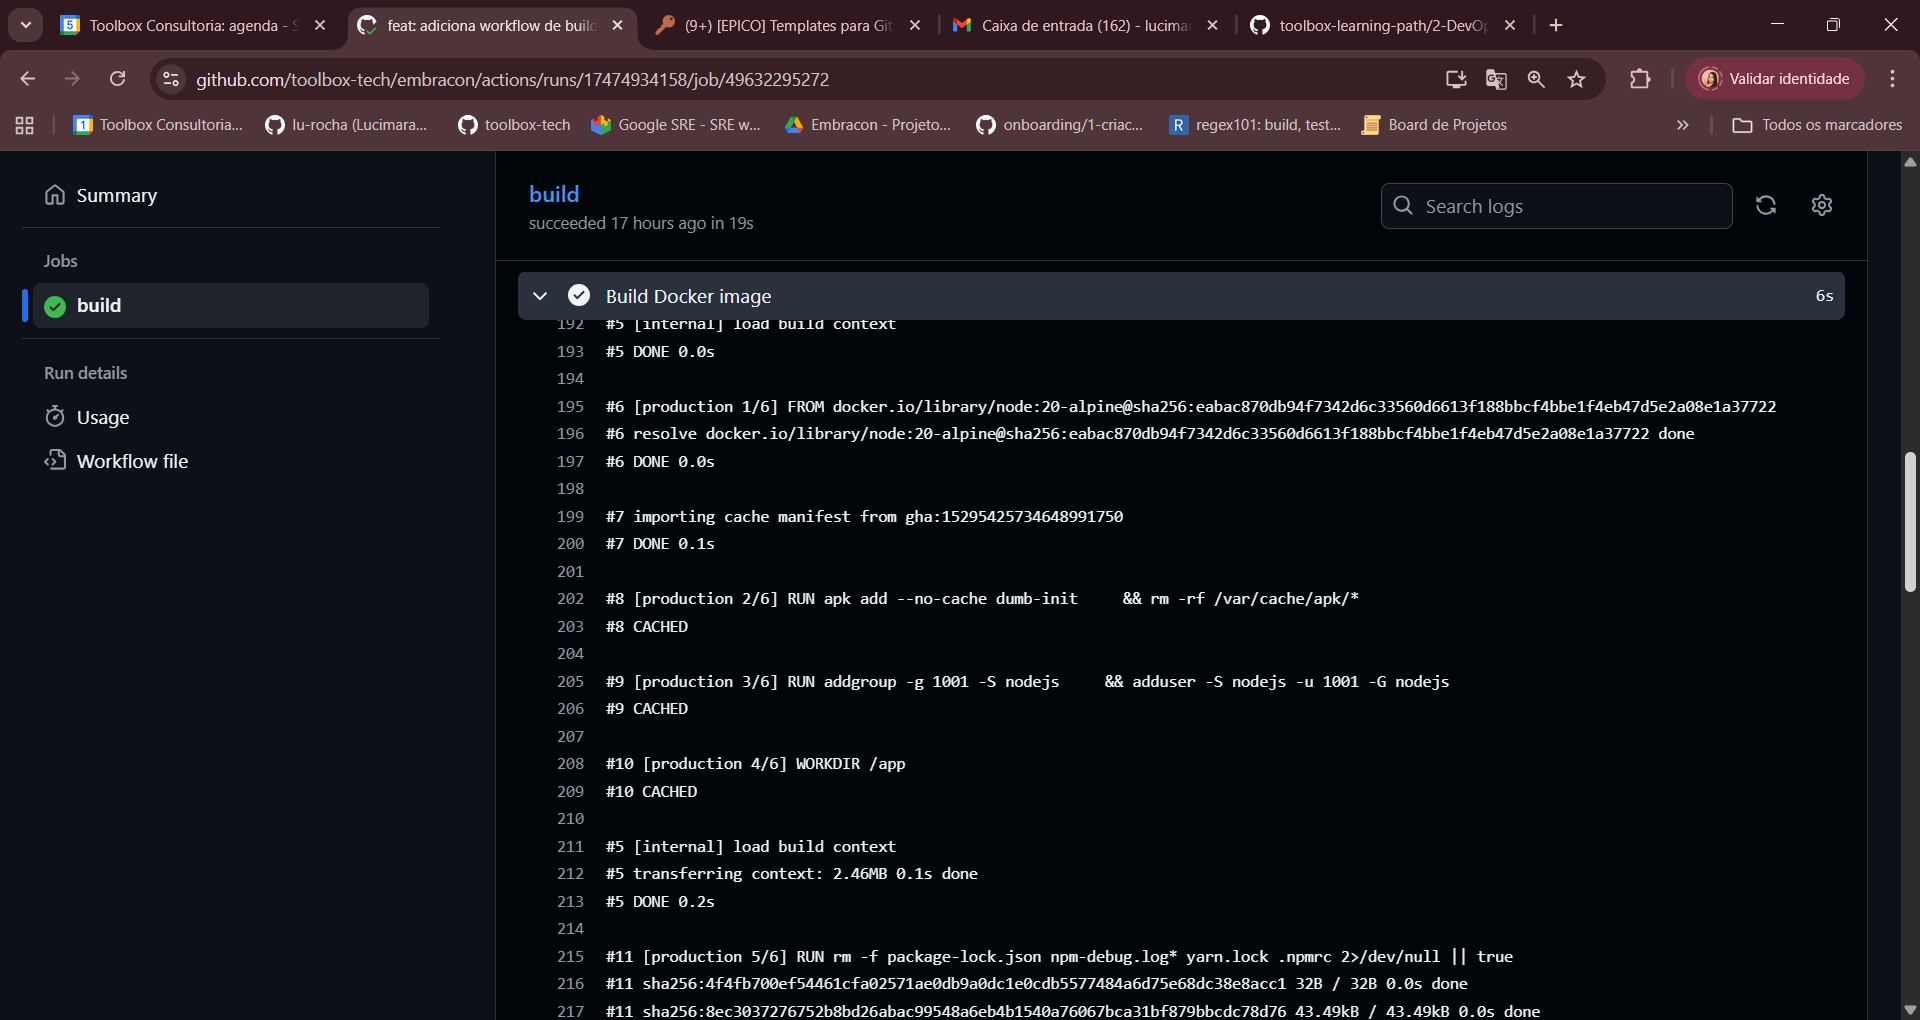 Toolbox Consultoria: agenda - S
feat: adiciona workflow de build
(9+) [EPICO] Templates para Git
Caixa de entrada (162) - lucima
toolbox-learning-path/2-DevOp
github.com/toolbox-tech/embracon/actions/runs/17474934158/job/49632295272
Validar identidade
Toolbox Consultoria...
lu-rocha (Lucimara...
toolbox-tech
Google SRE - SRE w...
Embracon - Projeto...
onboarding/1-criac...
regex101: build, test...
Board de Projetos
Todos os marcadores
Summary
Jobs
build
Run details
Usage
Workflow file
build
succeeded 17 hours ago in 19s
Search logs
Build Docker image 6s
192 #5 [internal] load build context
193 #5 DONE 0.0s
194
195 #6 [production 1/6] FROM docker.io/library/node:20-alpine@sha256:eabac870db94f7342d6c33560d6613f188bbcf4bbe1f4eb47d5e2a08e1a37722
196 #6 resolve docker.io/library/node:20-alpine@sha256:eabac870db94f7342d6c33560d6613f188bbcf4bbe1f4eb47d5e2a08e1a37722 done
197 #6 DONE 0.0s
198
199 #7 importing cache manifest from gha:15295425734648991750
200 #7 DONE 0.1s
201
202 #8 [production 2/6] RUN apk add --no-cache dumb-init     && rm -rf /var/cache/apk/*
203 #8 CACHED
204
205 #9 [production 3/6] RUN addgroup -g 1001 -S nodejs     && adduser -S nodejs -u 1001 -G nodejs
206 #9 CACHED
207
208 #10 [production 4/6] WORKDIR /app
209 #10 CACHED
210
211 #5 [internal] load build context
212 #5 transferring context: 2.46MB 0.1s done
213 #5 DONE 0.2s
214
215 #11 [production 5/6] RUN rm -f package-lock.json npm-debug.log* yarn.lock .npmrc 2>/dev/null || true
216 #11 sha256:4f4fb700ef54461cfa02571ae0db9a0dc1e0cdb5577484a6d75e68dc38e8acc1 32B / 32B 0.0s done
217 #11 sha256:8ec3037276752b8bd26abac99548a6eb4b1540a76067bca31bf879bbcdc78d76 43.49kB / 43.49kB 0.0s done